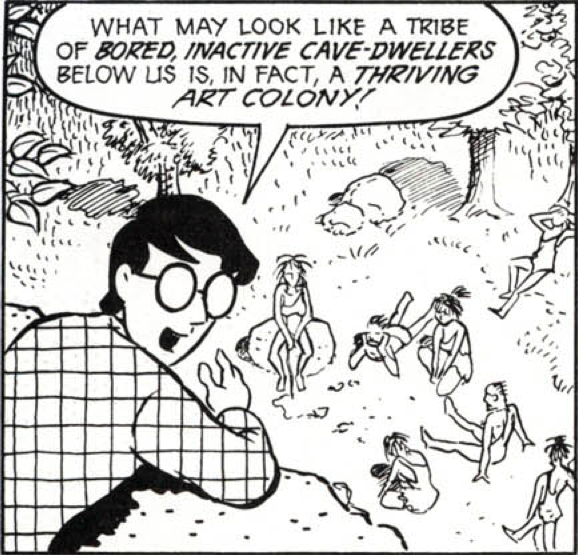 WHAT MAY LOOK LIKE A TRIBE
OF BORED, INACTIVE CAVE-DWELLERS
BELOW US IS, IN FACT, A THRIVING
ART COLONY!